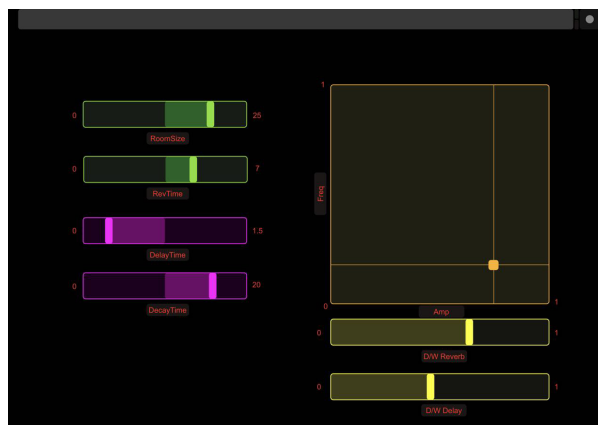 0 25
RoomSize
0 7
RevTime
0 1.5
DelayTime
0 20
DecayTime
1
Freq
0 1
Amp
0 1
D/W Reverb
0 1
D/W Delay